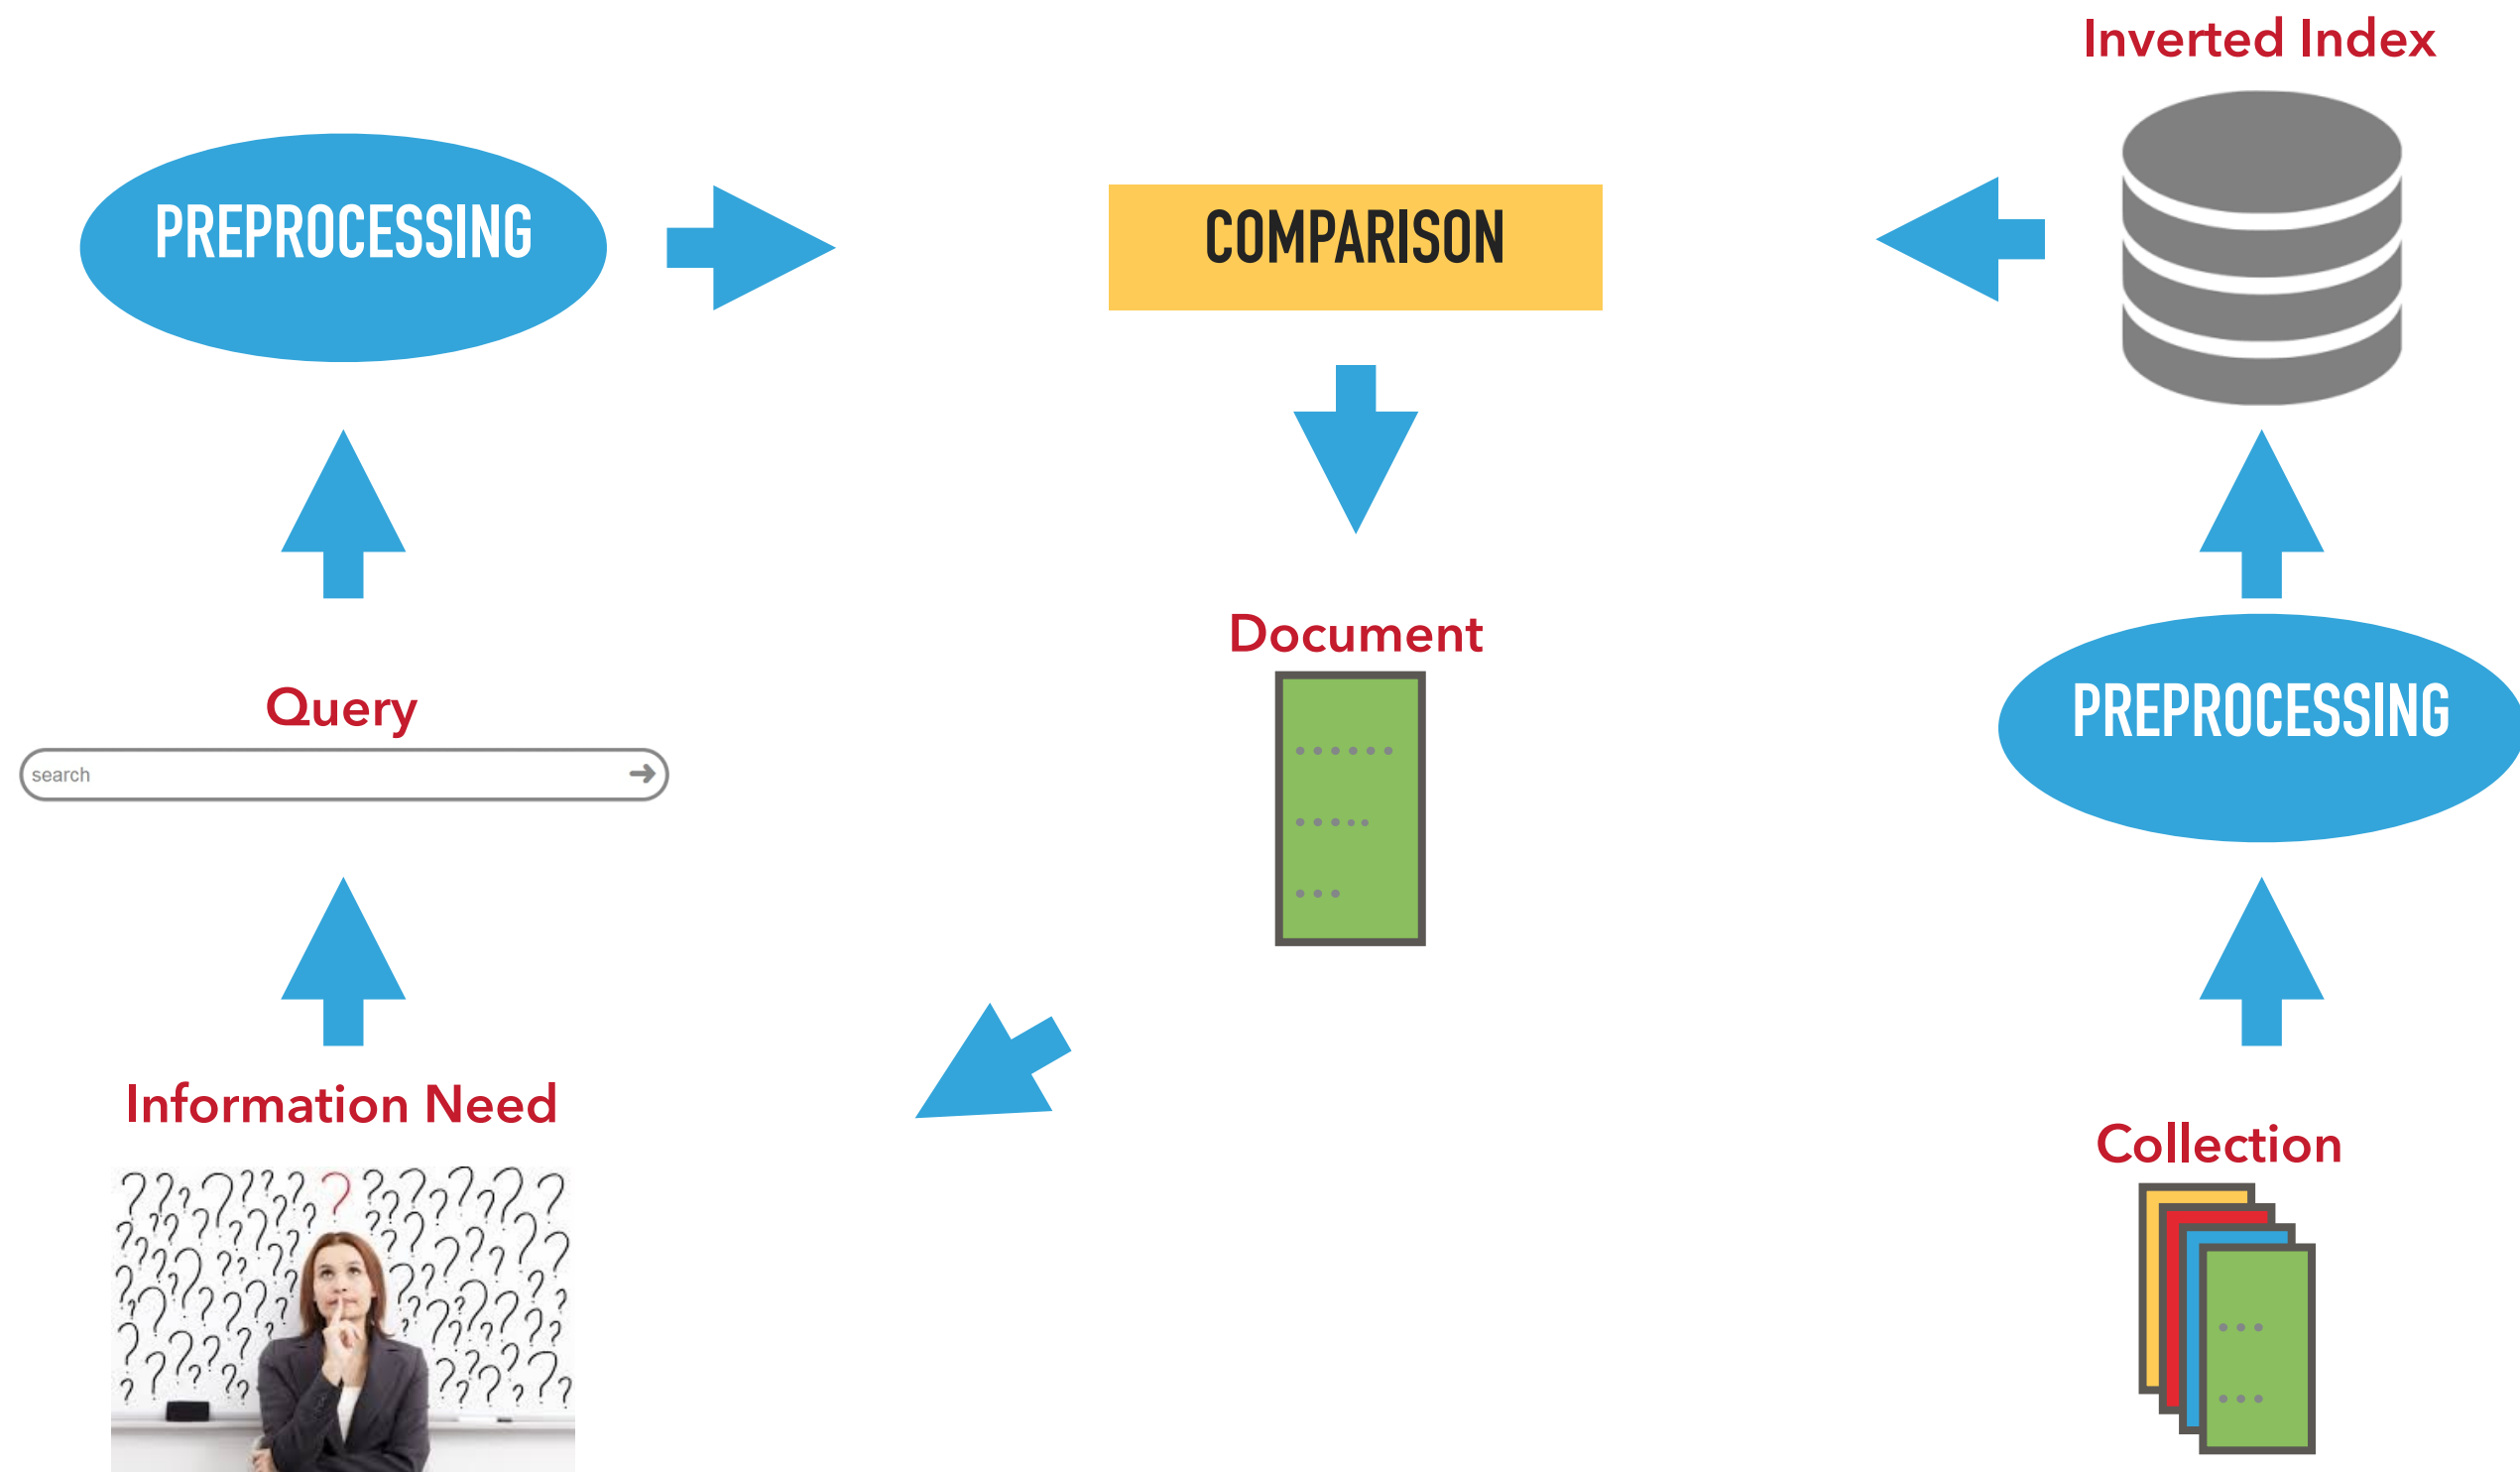 Inverted Index
PREPROCESSING
COMPARISON
Document
Query
search
PREPROCESSING
Information Need
Collection